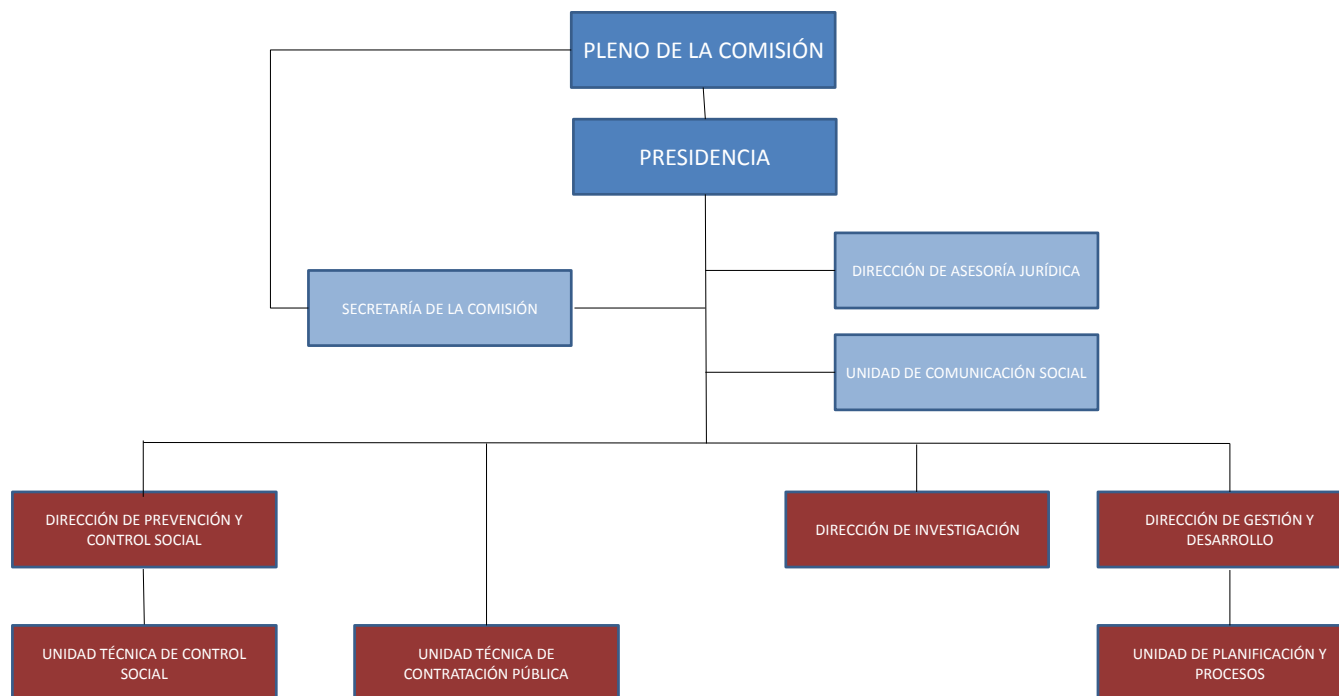 PLENO DE LA COMISIÓN
PRESIDENCIA
DIRECCIÓN DE ASESORÍA JURÍDICA
SECRETARÍA DE LA COMISIÓN
UNIDAD DE COMUNICACIÓN SOCIAL
DIRECCIÓN DE PREVENCIÓN Y
CONTROL SOCIAL
DIRECCIÓN DE INVESTIGACIÓN
DIRECCIÓN DE GESTIÓN Y
DESARROLLO
UNIDAD TÉCNICA DE CONTROL
SOCIAL
UNIDAD TÉCNICA DE
CONTRATACIÓN PÚBLICA
UNIDAD DE PLANIFICACIÓN Y
PROCESOS